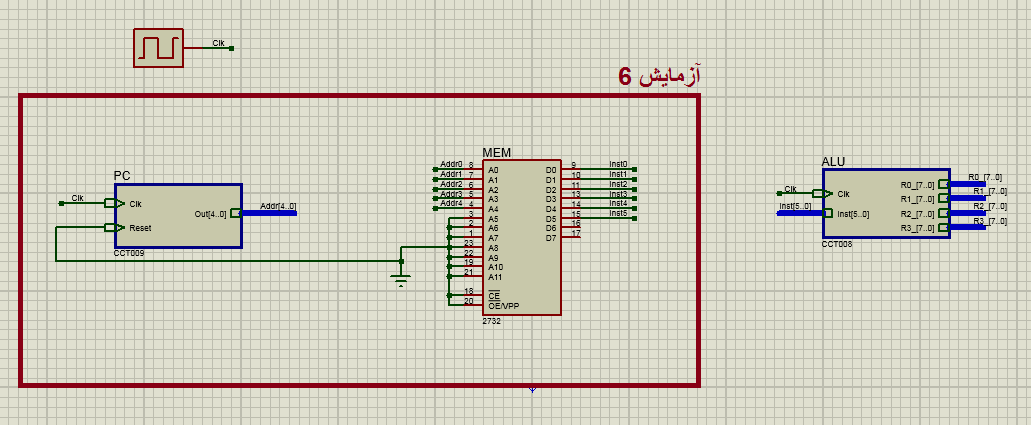 Clk
آزمایش 6
PC
Clk
Clk
Reset
Out[4..0]
Addr[4..0]
CCT009
MEM
Addr0 8 A0 D0 9 Inst0
Addr1 7 A1 D1 10 Inst1
Addr2 6 A2 D2 11 Inst2
Addr3 5 A3 D3 13 Inst3
Addr4 4 A4 D4 14 Inst4
3 A5 D5 15 Inst5
2 A6 D6 16
1 A7 D7 17
23 A8
22 A9
19 A10
21 A11
18 CE
20 OE/VPP
2732
ALU
Clk Clk
Inst[5..0] Inst[5..0]
R0_[7..0] R0_[7..0]
R1_[7..0] R1_[7..0]
R2_[7..0] R2_[7..0]
R3_[7..0] R3_[7..0]
CCT008